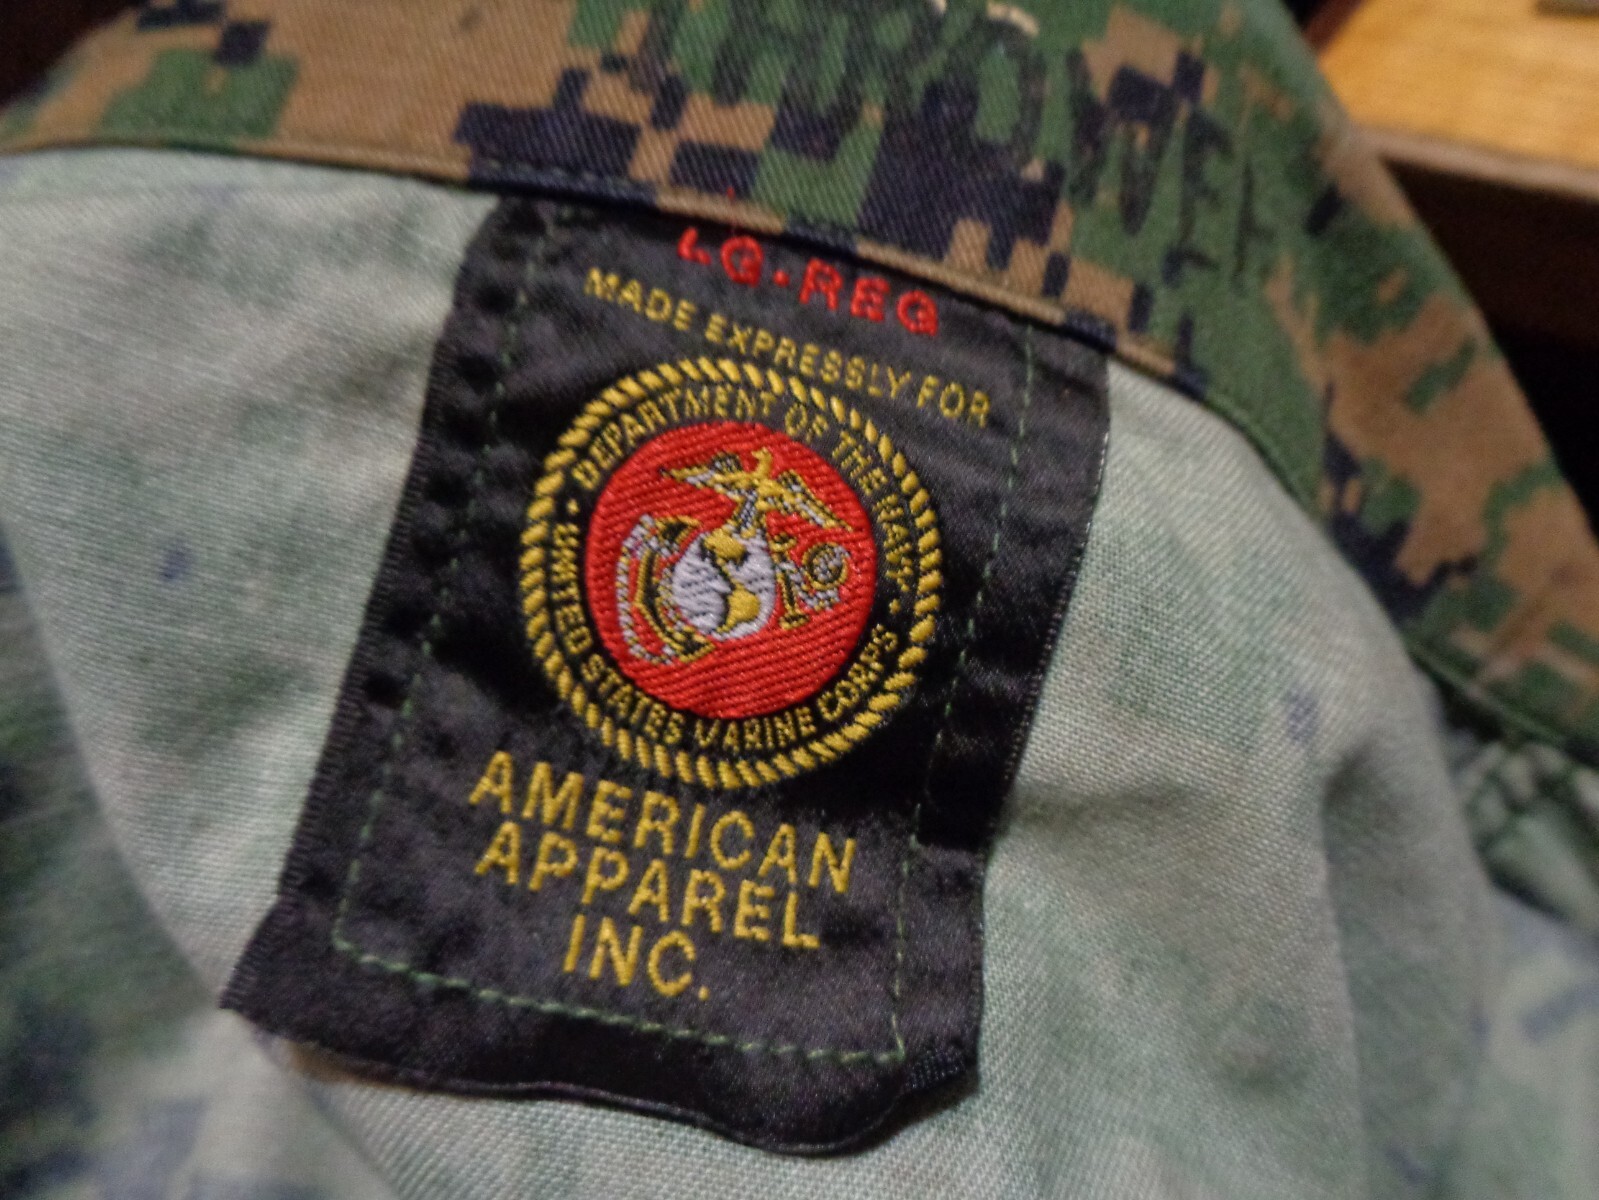 LG-REG
MADE EXPRESSLY FOR
DEPARTMENT OF THE NAVY
UNITED STATES MARINE CORPS
AMERICAN
APPAREL
INC.